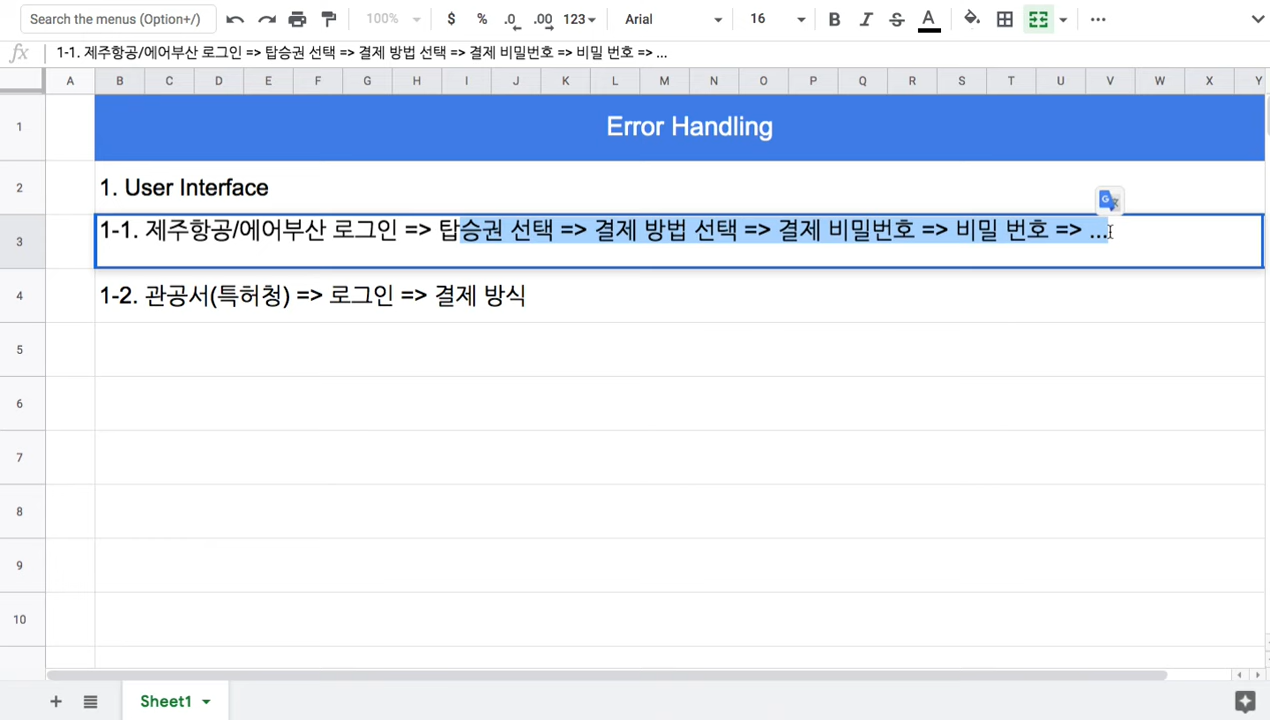 Search the menus (Option+/)
100%
$
%
.0
.00
123
Arial
16
B
I
S
A
fx
1-1. 제주항공/에어부산 로그인 => 탑승권 선택 => 결제 방법 선택 => 결제 비밀번호 => 비밀 번호 => ...
A B C D E F G H I J K L M N O P Q R S T U V W X Y
1
Error Handling
2
1. User Interface
3
1-1. 제주항공/에어부산 로그인 => 탑승권 선택 => 결제 방법 선택 => 결제 비밀번호 => 비밀 번호 => ...
4
1-2. 관공서(특허청) => 로그인 => 결제 방식
5
6
7
8
9
10
Sheet1